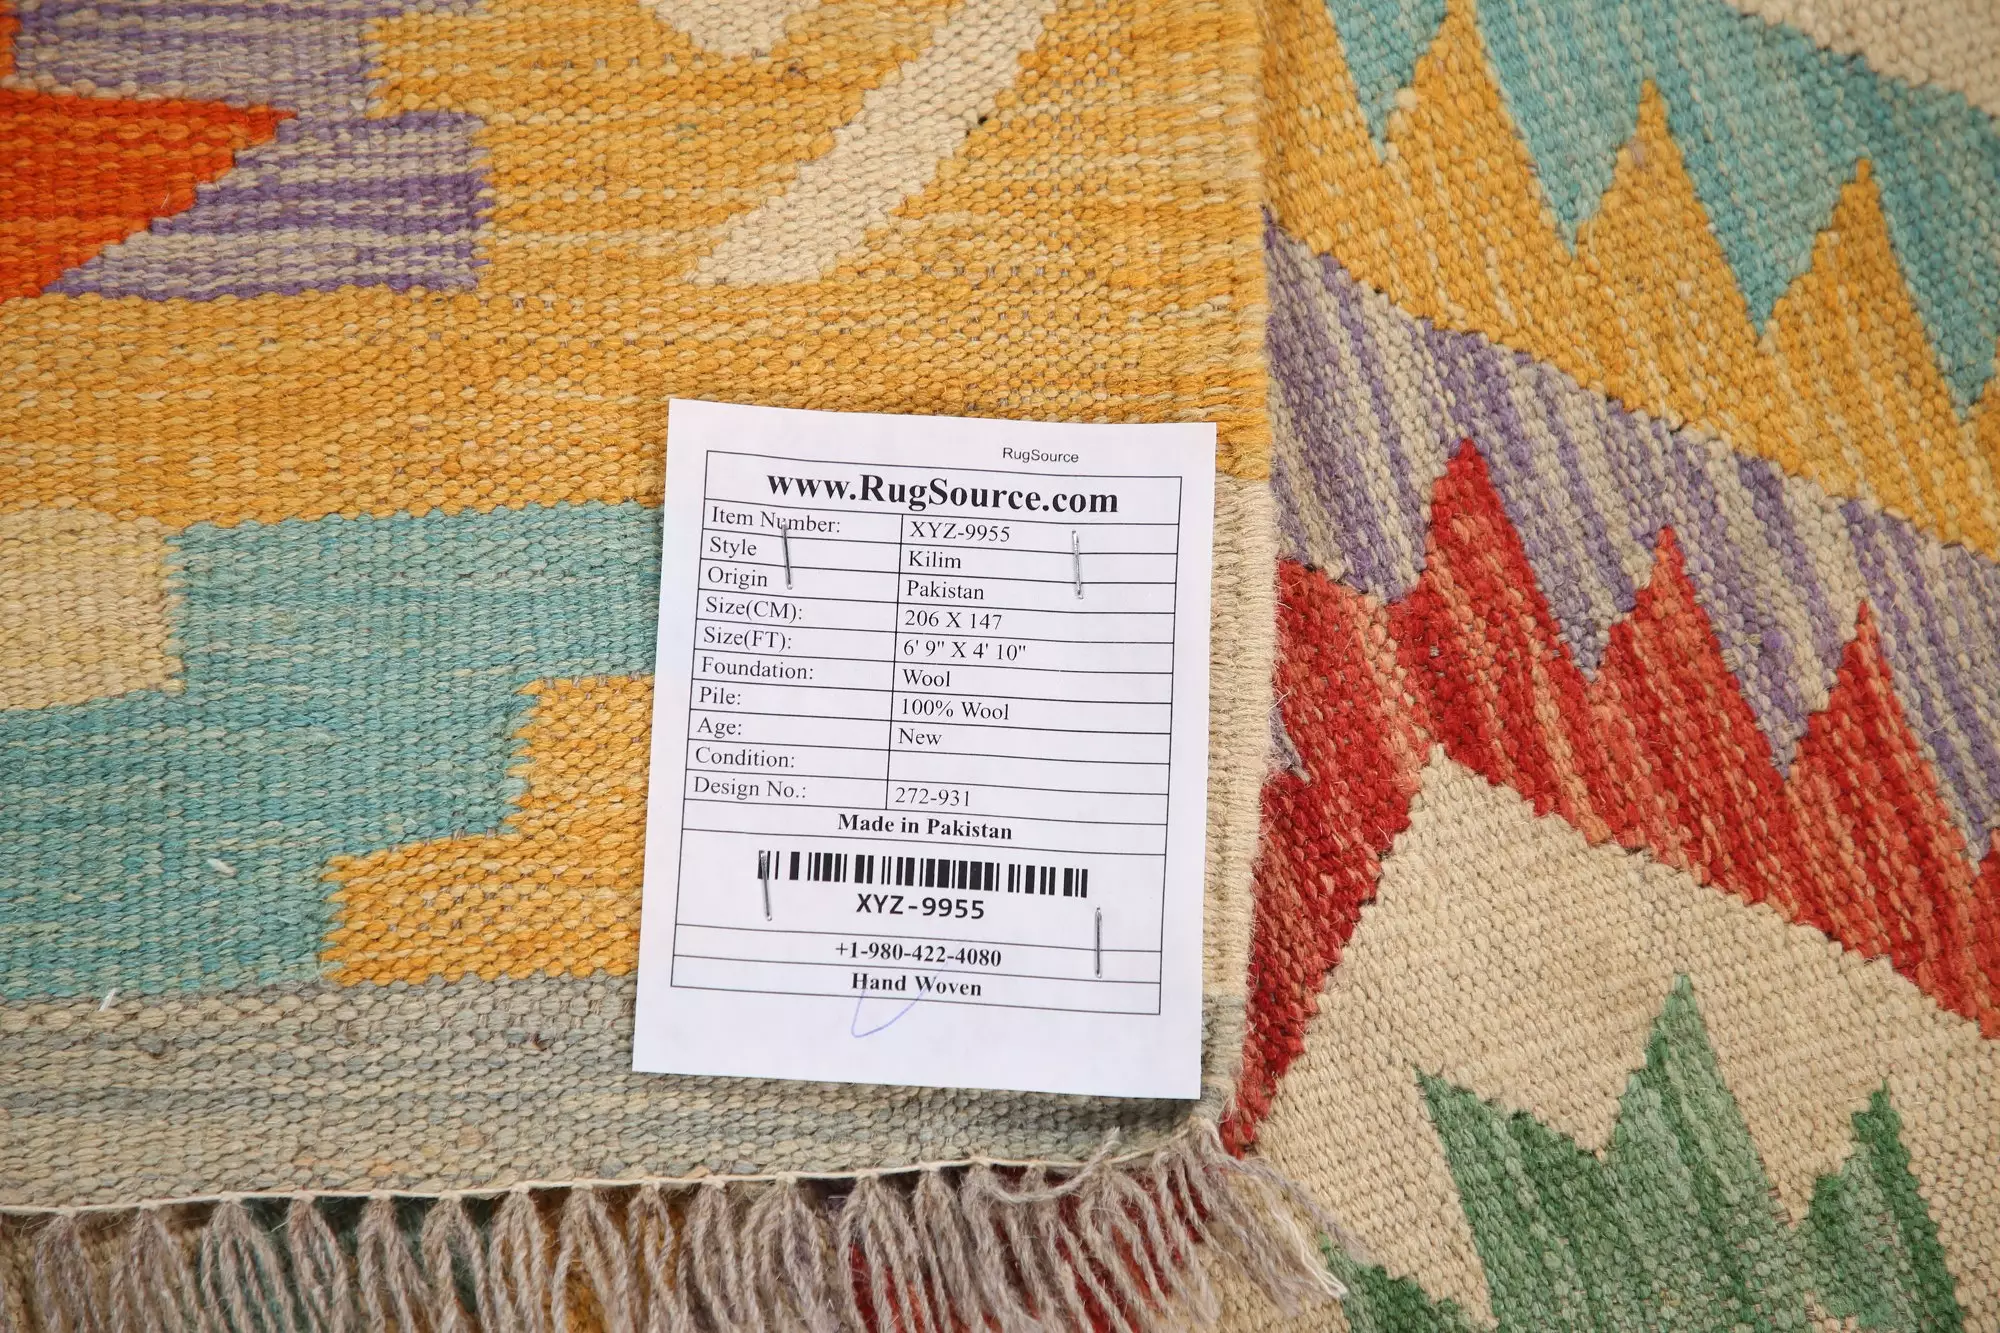 RugSource
www.RugSource.com
Item Number: XYZ-9955
Style Kilim
Origin Pakistan
Size(CM): 206 X 147
Size(FT): 6' 9" X 4' 10"
Foundation: Wool
Pile: 100% Wool
Age: New
Condition:
Design No.: 272-931
Made in Pakistan
XYZ-9955
+1-980-422-4080
Hand Woven